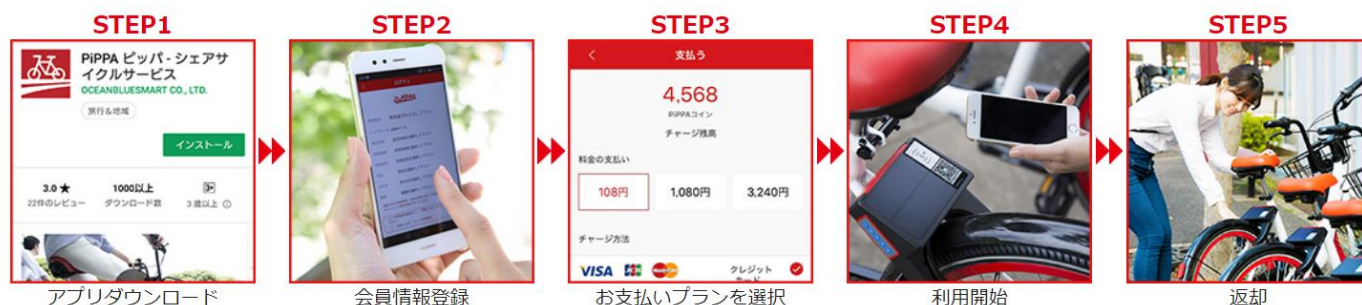 STEP1
STEP2
STEP3
STEP4
STEP5
PiPPA ピッパ - シェアサ
イクルサービス
OCEANBLUESMART CO., LTD.
旅行&地域
インストール
3.0 ★
1000以上
3+
22件のレビュー
ダウンロード数
3 歳以上
ログイン
支払う
4,568
PiPPAコイン
チャージ残高
料金の支払い
108円
1,080円
3,240円
チャージ方法
VISA
JCB
MasterCard
クレジット
カード
アプリダウンロード
会員情報登録
お支払いプランを選択
利用開始
返却